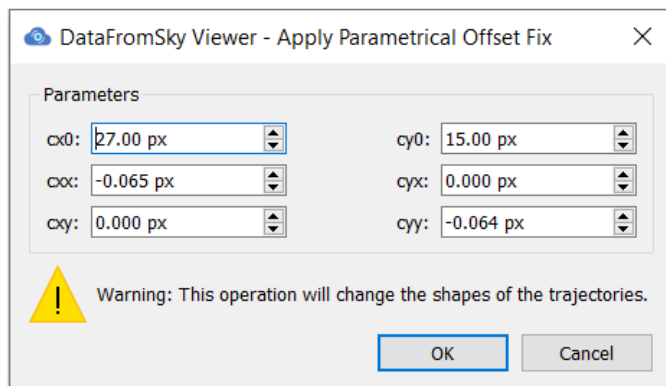 DataFromSky Viewer - Apply Parametrical Offset Fix
Parameters
cx0: 27.00 px cy0: 15.00 px
cxx: -0.065 px cyx: 0.000 px
cxy: 0.000 px cyy: -0.064 px
Warning: This operation will change the shapes of the trajectories.
OK Cancel